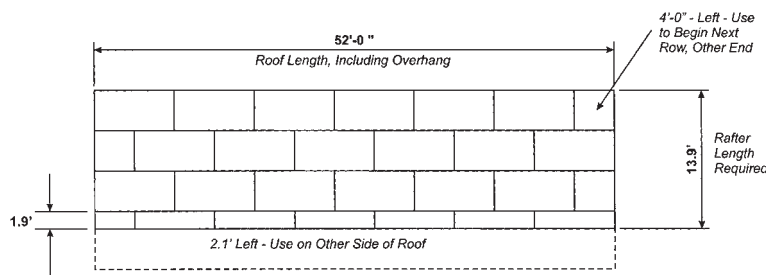 52'-0 "
Roof Length, Including Overhang
4'-0" - Left - Use
to Begin Next
Row, Other End
13.9'
Rafter
Length
Required
1.9'
2.1' Left - Use on Other Side of Roof